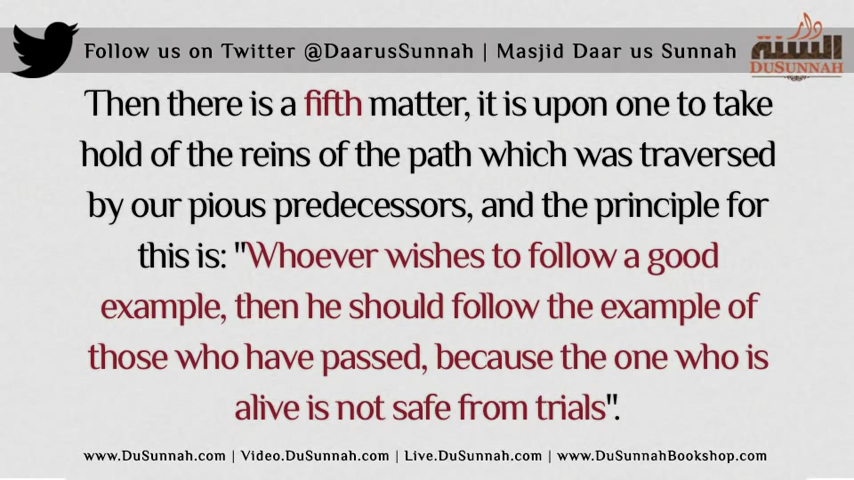 Follow us on Twitter @DaarusSunnah | Masjid Daar us Sunnah
دار السنة
DUSUNNAH
Then there is a fifth matter, it is upon one to take
hold of the reins of the path which was traversed
by our pious predecessors, and the principle for
this is: "Whoever wishes to follow a good
example, then he should follow the example of
those who have passed, because the one who is
alive is not safe from trials".
www.DuSunnah.com | Video.DuSunnah.com | Live.DuSunnah.com | www.DuSunnahBookshop.com